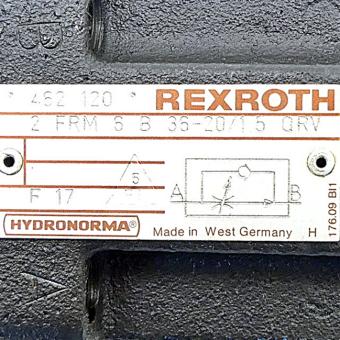 B
* 462 120 * REXROTH
2 FRM 6 B 36-20/1.5 QRV
5
F 17
A B
HYDRONORMA® Made in West Germany H
176.09 BI1
A